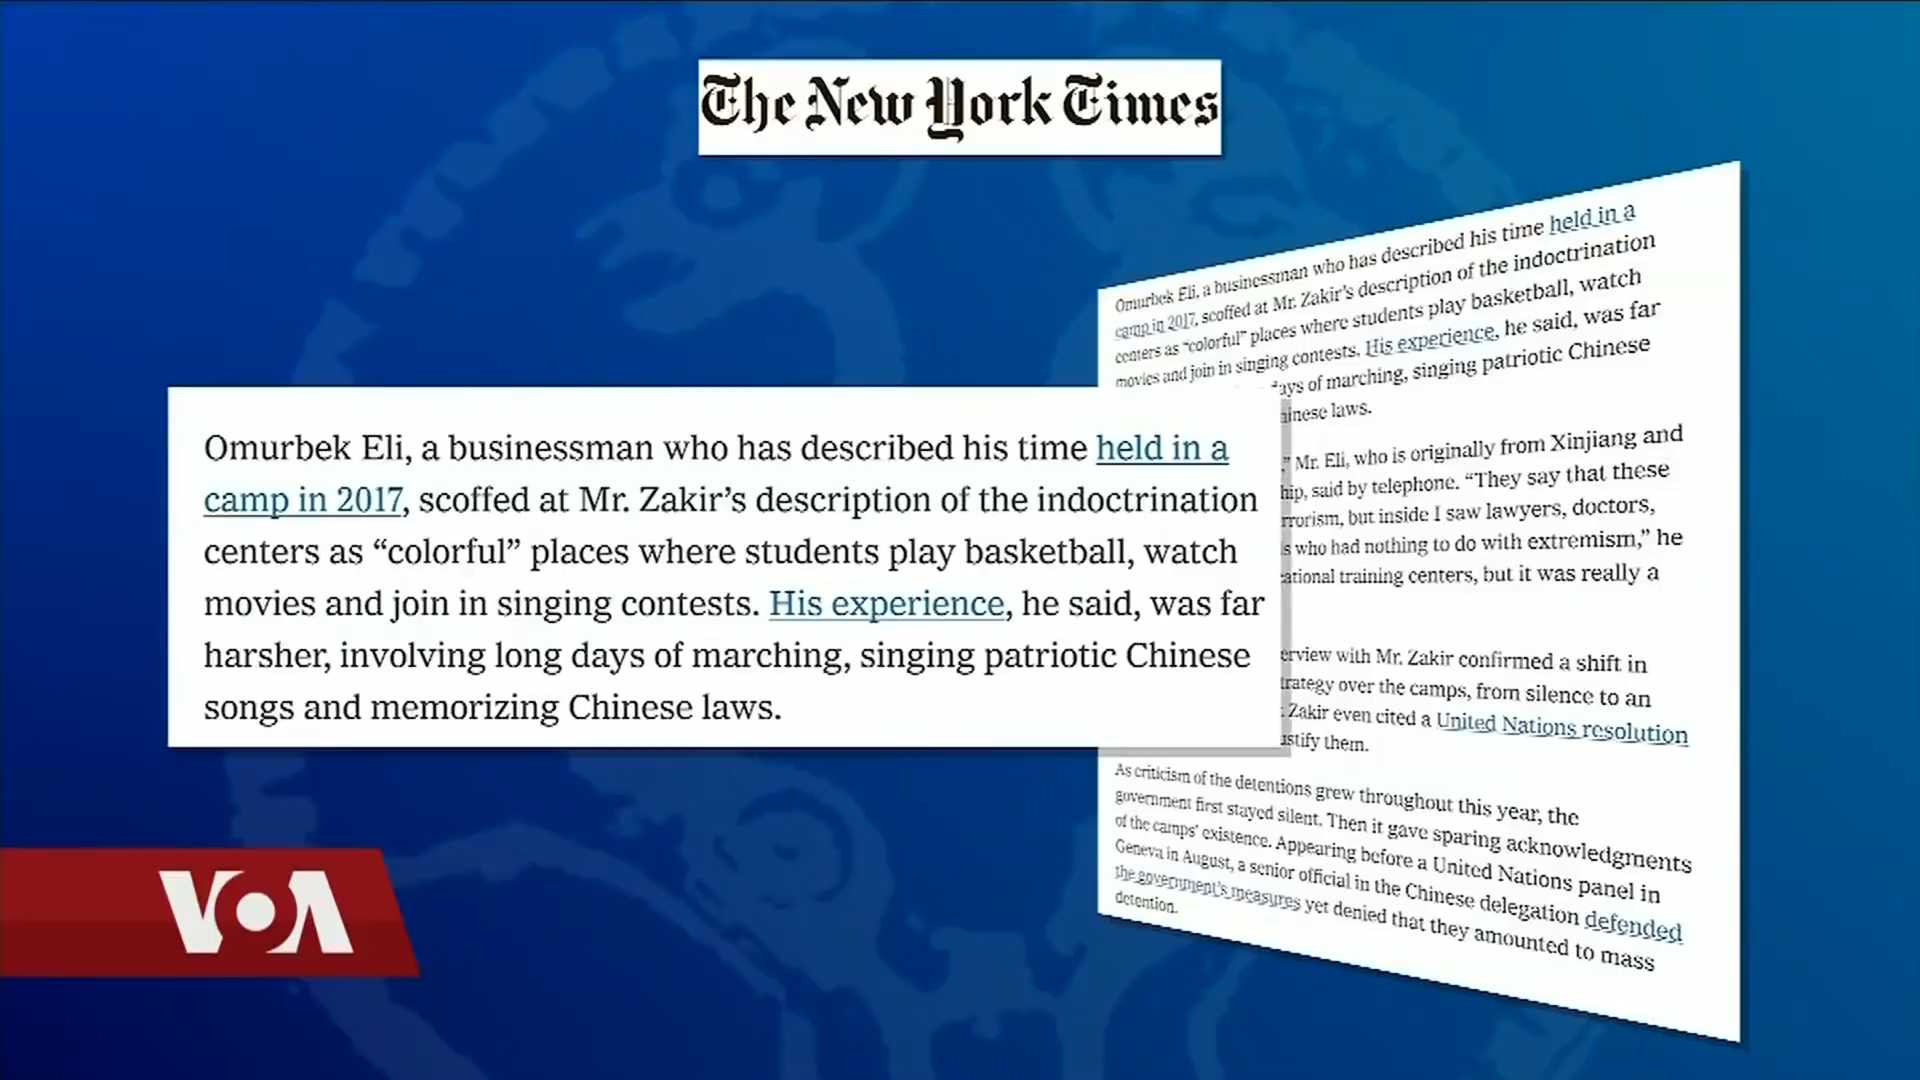 The New York Times
Omurbek Eli, a businessman who has described his time held in a
camp in 2017, scoffed at Mr. Zakir’s description of the indoctrination
centers as “colorful” places where students play basketball, watch
movies and join in singing contests. His experience, he said, was far
harsher, involving long days of marching, singing patriotic Chinese
songs and memorizing Chinese laws.
Omurbek Eli, a businessman who has described his time held in a
camp in 2017, scoffed at Mr. Zakir’s description of the indoctrination
centers as “colorful” places where students play basketball, watch
movies and join in singing contests. His experience, he said, was far
days of marching, singing patriotic Chinese
laws.
” Mr. Eli, who is originally from Xinjiang and
said by telephone. “They say that these
but inside I saw lawyers, doctors,
who had nothing to do with extremism,” he
training centers, but it was really a
with Mr. Zakir confirmed a shift in
over the camps, from silence to an
Zakir even cited a United Nations resolution
them.
As criticism of the detentions grew throughout this year, the
government first stayed silent. Then it gave sparing acknowledgments
of the camps’ existence. Appearing before a United Nations panel in
Geneva in August, a senior official in the Chinese delegation defended
the government’s measures yet denied that they amounted to mass
detention.
VOA